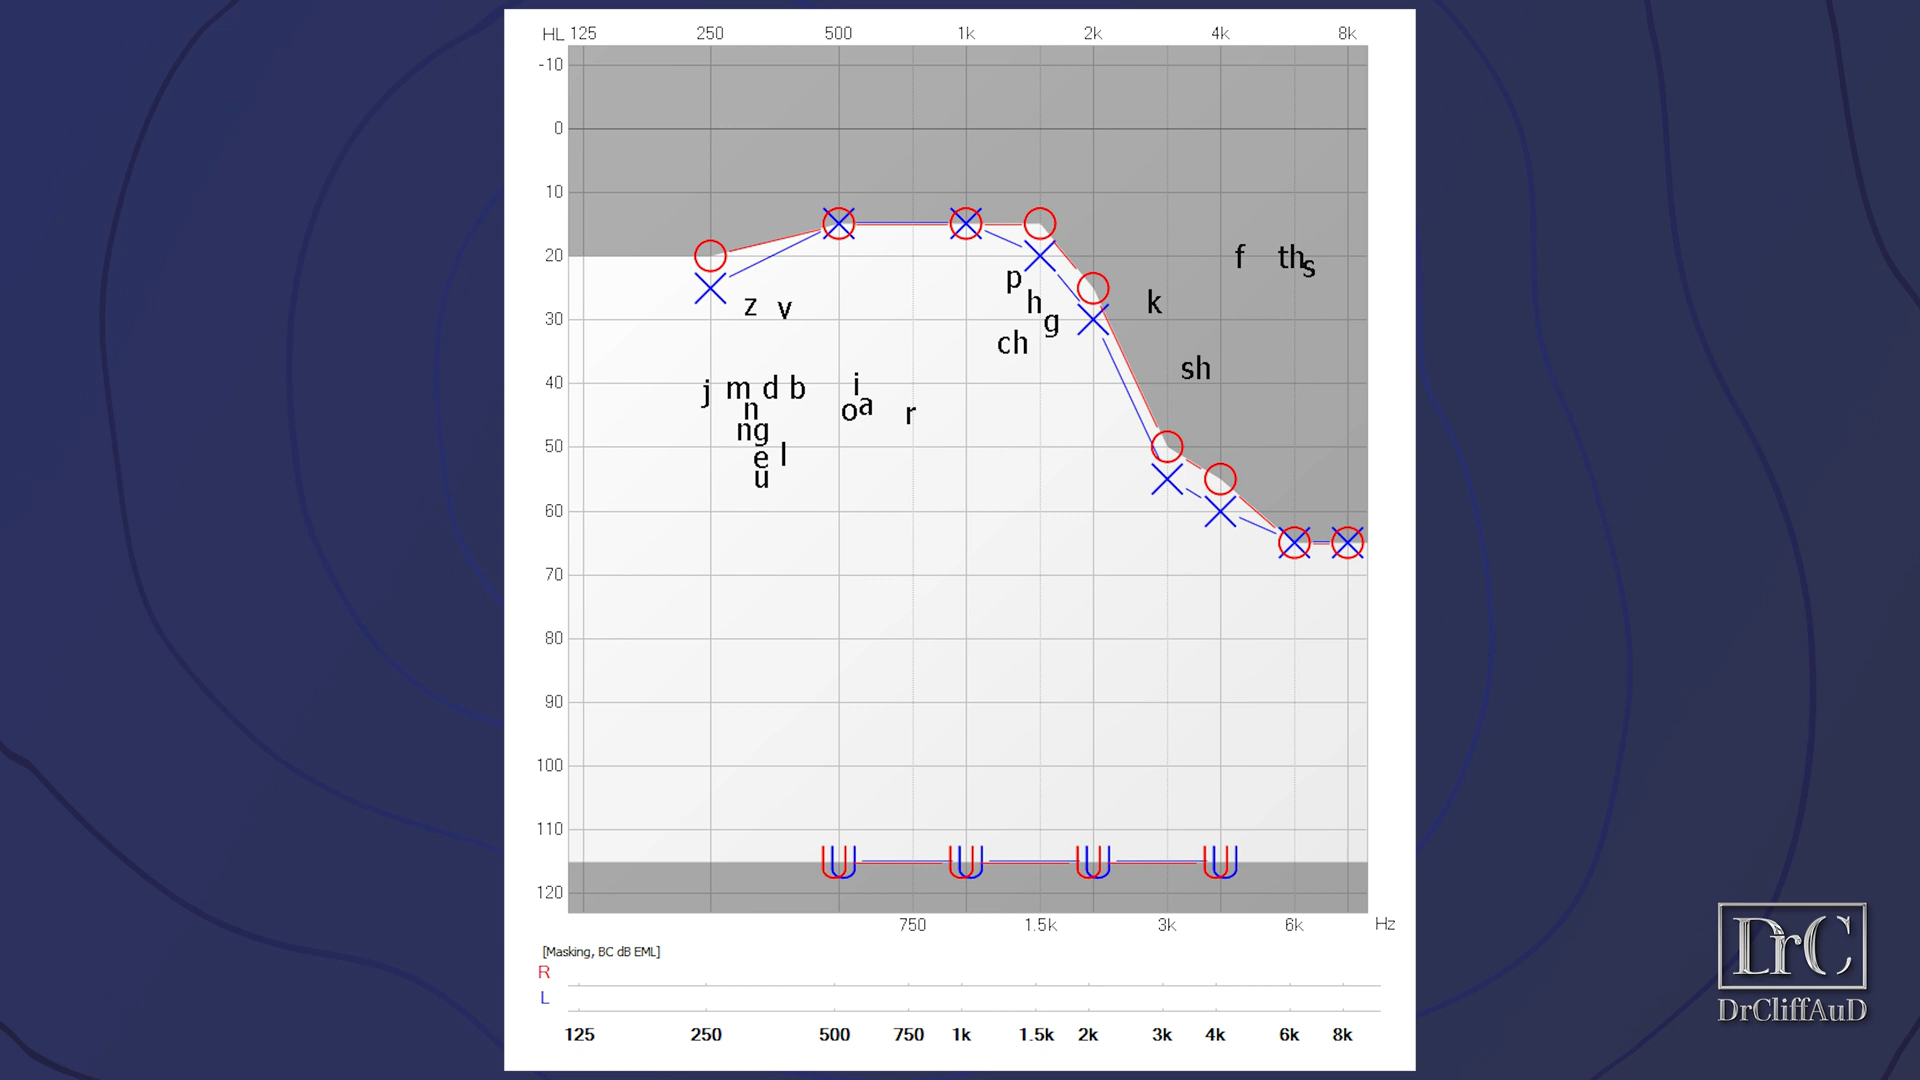 HL 125 250 500 1k 2k 4k 8k
-10
0
10
20
f th s
z v
p
h
k
30
g
ch
sh
40
j m d b i
n o a r
ng
50
e l
u
60
70
80
90
100
110
U U U U U U U U
120
750 1.5k 3k 6k Hz
[Masking, BC dB EML]
R
L
125 250 500 750 1k 1.5k 2k 3k 4k 6k 8k
DrC
DrCliffAuD